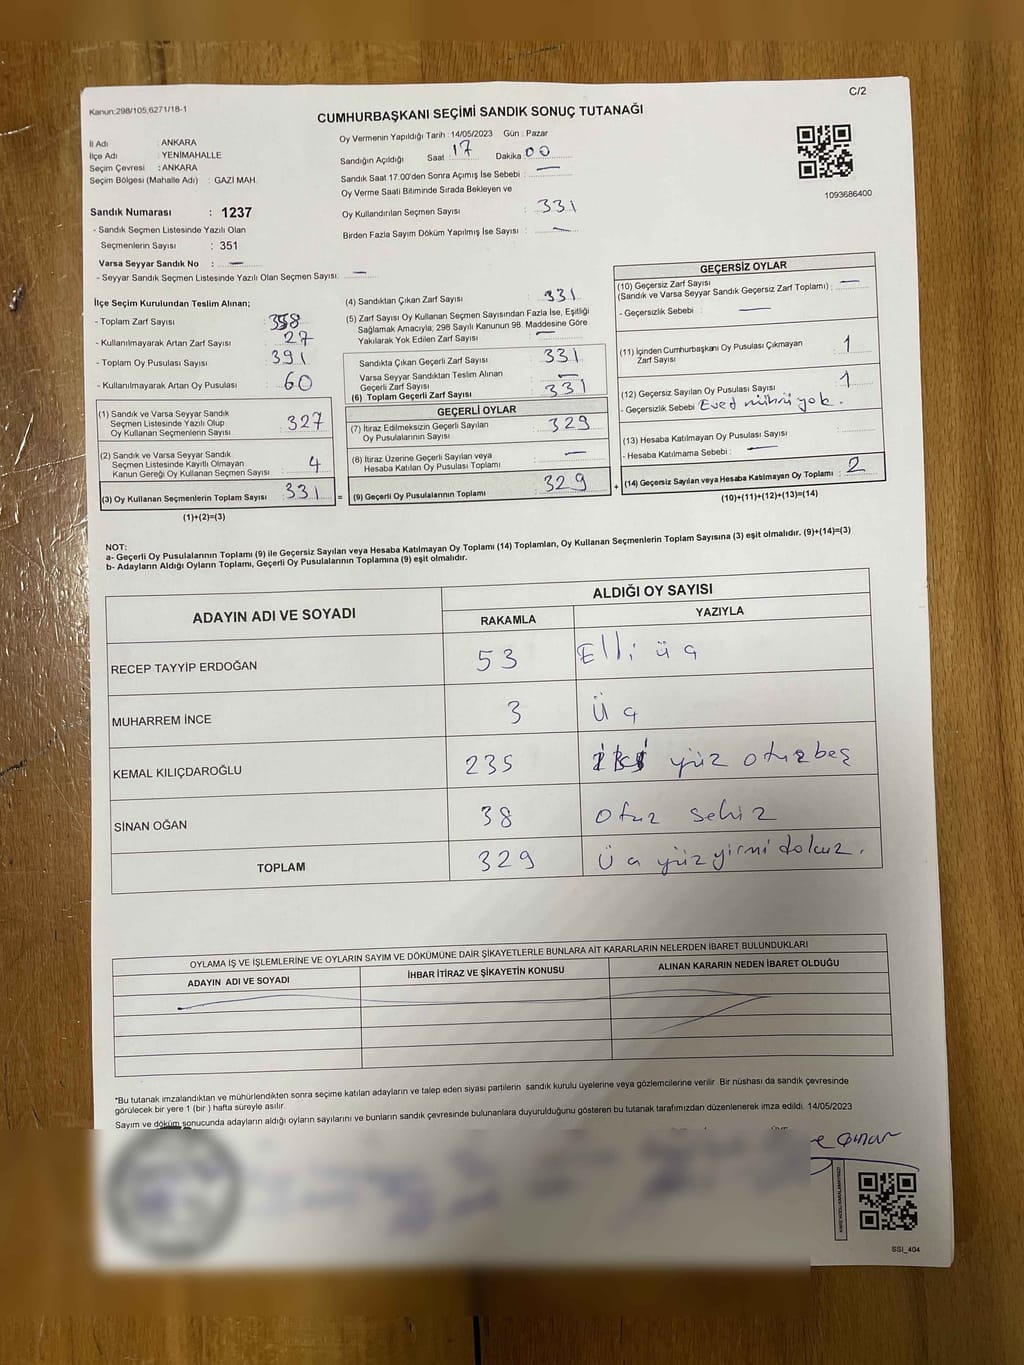 Kanun:298/105,6271/18-1
C/2
CUMHURBAŞKANI SEÇİMİ SANDIK SONUÇ TUTANAĞI
İl Adı : ANKARA
İlçe Adı : YENİMAHALLE
Seçim Çevresi : ANKARA
Seçim Bölgesi (Mahalle Adı) : GAZİ MAH.
Sandık Numarası : 1237
- Sandık Seçmen Listesinde Yazılı Olan
Seçmenlerin Sayısı : 351
Varsa Seyyar Sandık No : —
- Seyyar Sandık Seçmen Listesinde Yazılı Olan Seçmen Sayısı: —
Oy Vermenin Yapıldığı Tarih : 14/05/2023 Gün : Pazar
Sandığın Açıldığı Saat 17 Dakika 00
Sandık Saat 17.00'den Sonra Açımış İse Sebebi : —
Oy Verme Saati Bitiminde Sırada Bekleyen ve
Oy Kullandırılan Seçmen Sayısı : 331
Birden Fazla Sayım Döküm Yapılmış İse Sayısı : —
1093686400
İlçe Seçim Kurulundan Teslim Alınan;
- Toplam Zarf Sayısı : 358
- Kullanılmayarak Artan Zarf Sayısı : 27
- Toplam Oy Pusulası Sayısı : 391
- Kullanılmayarak Artan Oy Pusulası : 60
(1) Sandık ve Varsa Seyyar Sandık
Seçmen Listesinde Yazılı Olup
Oy Kullanan Seçmenlerin Sayısı : 327
(2) Sandık ve Varsa Seyyar Sandık
Seçmen Listesinde Kayıtlı Olmayan
Kanun Gereği Oy Kullanan Seçmen Sayısı : 4
(3) Oy Kullanan Seçmenlerin Toplam Sayısı : 331 =
(1)+(2)=(3)
(4) Sandıktan Çıkan Zarf Sayısı : 331
(5) Zarf Sayısı Oy Kullanan Seçmen Sayısından Fazla İse, Eşitliği
Sağlamak Amacıyla; 298 Sayılı Kanunun 98. Maddesine Göre
Yakılarak Yok Edilen Zarf Sayısı : —
Sandıkta Çıkan Geçerli Zarf Sayısı : 331
Varsa Seyyar Sandıktan Teslim Alınan
Geçerli Zarf Sayısı : —
(6) Toplam Geçerli Zarf Sayısı : 331
GEÇERLİ OYLAR
(7) İtiraz Edilmeksizin Geçerli Sayılan
Oy Pusulalarının Sayısı : 329
(8) İtiraz Üzerine Geçerli Sayılan veya
Hesaba Katılan Oy Pusulası Toplamı : —
(9) Geçerli Oy Pusulalarının Toplamı : 329 +
GEÇERSİZ OYLAR
(10) Geçersiz Zarf Sayısı
(Sandık ve Varsa Seyyar Sandık Geçersiz Zarf Toplamı) : —
- Geçersizlik Sebebi : —
(11) İçinden Cumhurbaşkanı Oy Pusulası Çıkmayan
Zarf Sayısı : 1
(12) Geçersiz Sayılan Oy Pusulası Sayısı : 1
- Geçersizlik Sebebi Eved mührü yok.
(13) Hesaba Katılmayan Oy Pusulası Sayısı :
- Hesaba Katılmama Sebebi : —
(14) Geçersiz Sayılan veya Hesaba Katılmayan Oy Toplamı : 2
(10)+(11)+(12)+(13)=(14)
NOT:
a- Geçerli Oy Pusulalarının Toplamı (9) ile Geçersiz Sayılan veya Hesaba Katılmayan Oy Toplamı (14) Toplamları, Oy Kullanan Seçmenlerin Toplam Sayısına (3) eşit olmalıdır. (9)+(14)=(3)
b- Adayların Aldığı Oyların Toplamı, Geçerli Oy Pusulalarının Toplamına (9) eşit olmalıdır.
ADAYIN ADI VE SOYADI
ALDIĞI OY SAYISI
RAKAMLA YAZIYLA
RECEP TAYYİP ERDOĞAN 53 Elli üç
MUHARREM İNCE 3 Üç
KEMAL KILIÇDAROĞLU 235 iki yüz otuzbeş
SİNAN OĞAN 38 otuz sekiz
TOPLAM 329 Üç yüz yirmi dokuz.
OYLAMA İŞ VE İŞLEMLERİNE VE OYLARIN SAYIM VE DÖKÜMÜNE DAİR ŞİKAYETLERLE BUNLARA AİT KARARLARIN NELERDEN İBARET BULUNDUKLARI
ADAYIN ADI VE SOYADI İHBAR İTİRAZ VE ŞİKAYETİN KONUSU ALINAN KARARIN NEDEN İBARET OLDUĞU
*Bu tutanak imzalandıktan ve mühürlendikten sonra seçime katılan adayların ve talep eden siyasi partilerin sandık kurulu üyelerine veya gözlemcilerine verilir. Bir nüshası da sandık çevresinde
görülecek bir yere 1 (bir ) hafta süreyle asılır.
Sayım ve döküm sonucunda adayların aldığı oyların sayılarını ve bunların sandık çevresinde bulunanlara duyurulduğunu gösteren bu tutanak tarafımızdan düzenlenerek imza edildi. 14/05/2023
SSI_404